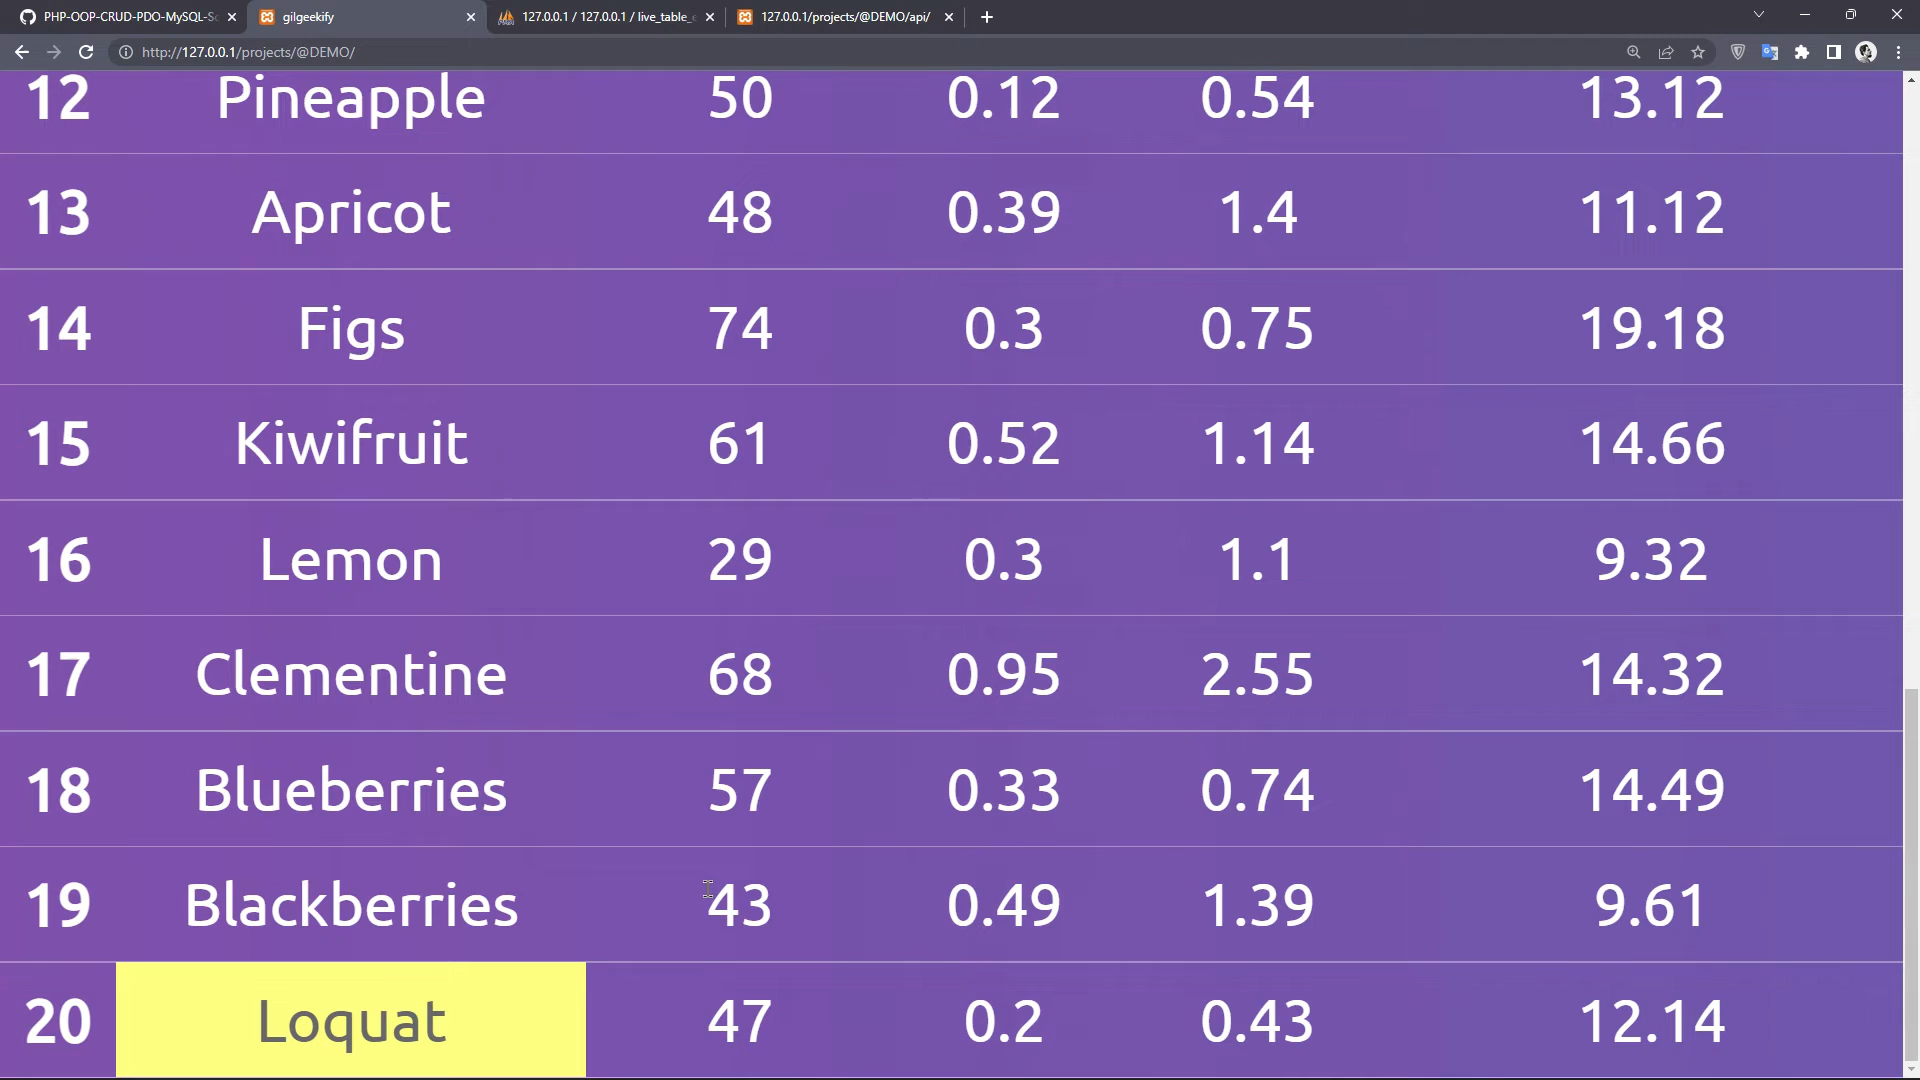 PHP-OOP-CRUD-PDO-MySQL-Sc
gilgeekify
127.0.0.1 / 127.0.0.1 / live_table_e
127.0.0.1/projects/@DEMO/api/
http://127.0.0.1/projects/@DEMO/
12 Pineapple 50 0.12 0.54 13.12
13 Apricot 48 0.39 1.4 11.12
14 Figs 74 0.3 0.75 19.18
15 Kiwifruit 61 0.52 1.14 14.66
16 Lemon 29 0.3 1.1 9.32
17 Clementine 68 0.95 2.55 14.32
18 Blueberries 57 0.33 0.74 14.49
19 Blackberries 43 0.49 1.39 9.61
20 Loquat 47 0.2 0.43 12.14